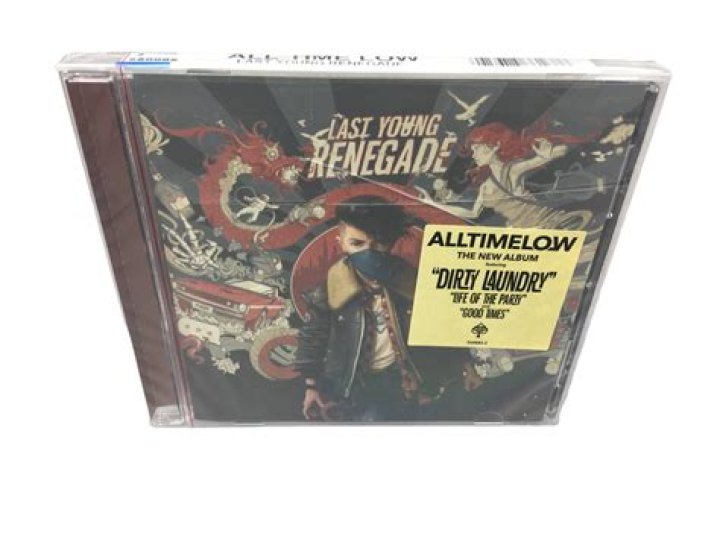 ALL TIME LOW
LAST YOUNG RENEGADE
LAST YOUNG
RENEGADE
ALLTIMELOW
THE NEW ALBUM
featuring
"DIRTY LAUNDRY"
"LIFE OF THE PARTY"
"GOOD TIMES"